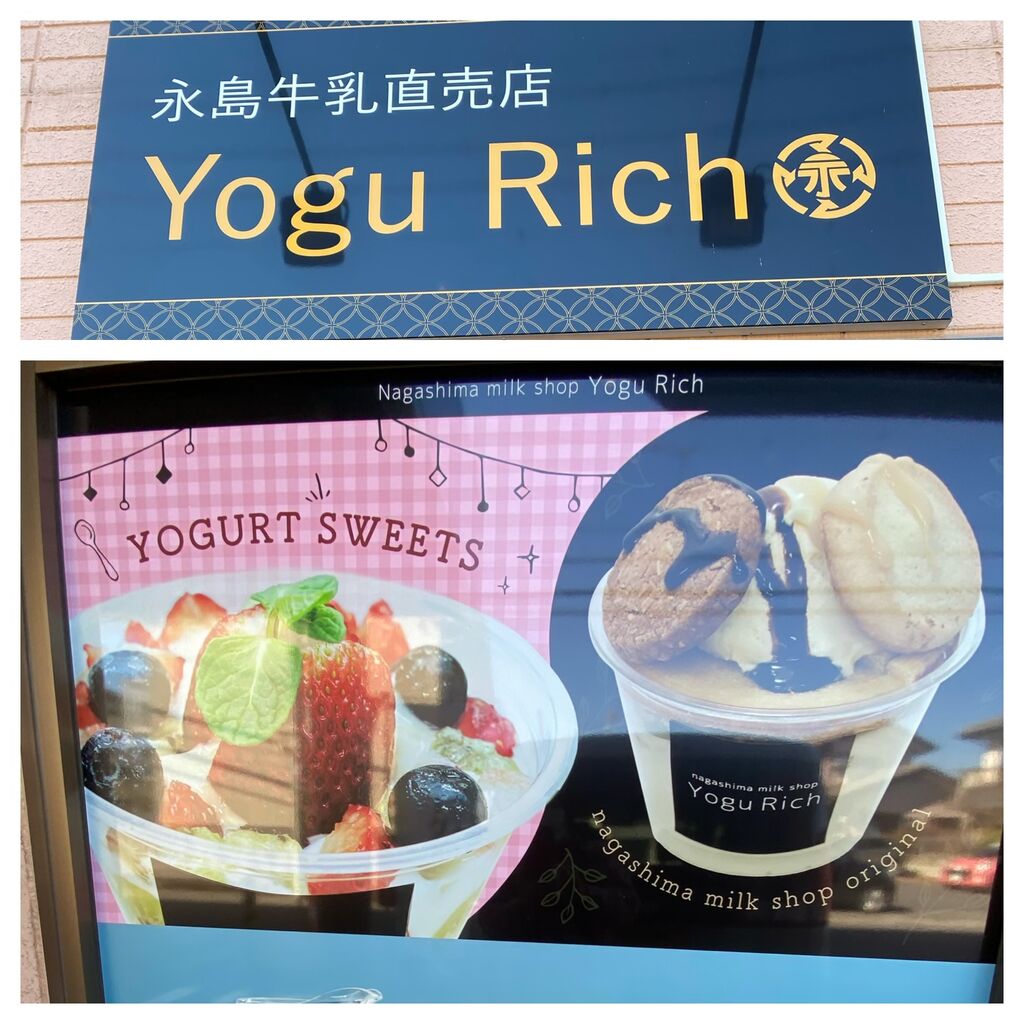 永島牛乳直売店
Yogu Rich 永
Nagashima milk shop Yogu Rich
YOGURT SWEETS
nagashima milk shop
Yogu Rich
nagashima milk shop original